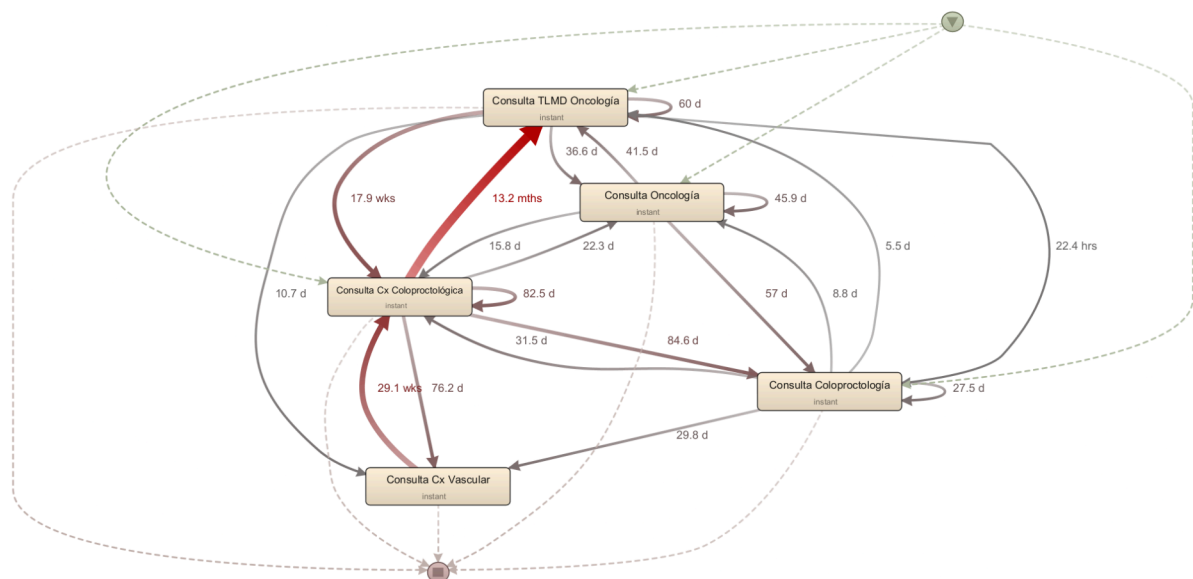 Consulta TLMD Oncología
instant
60 d
36.6 d
41.5 d
17.9 wks
13.2 mths
Consulta Oncología
instant
45.9 d
15.8 d
22.3 d
5.5 d
22.4 hrs
10.7 d
Consulta Cx Coloproctológica
instant
82.5 d
57 d
8.8 d
31.5 d
84.6 d
29.1 wks
76.2 d
Consulta Coloproctología
instant
27.5 d
29.8 d
Consulta Cx Vascular
instant